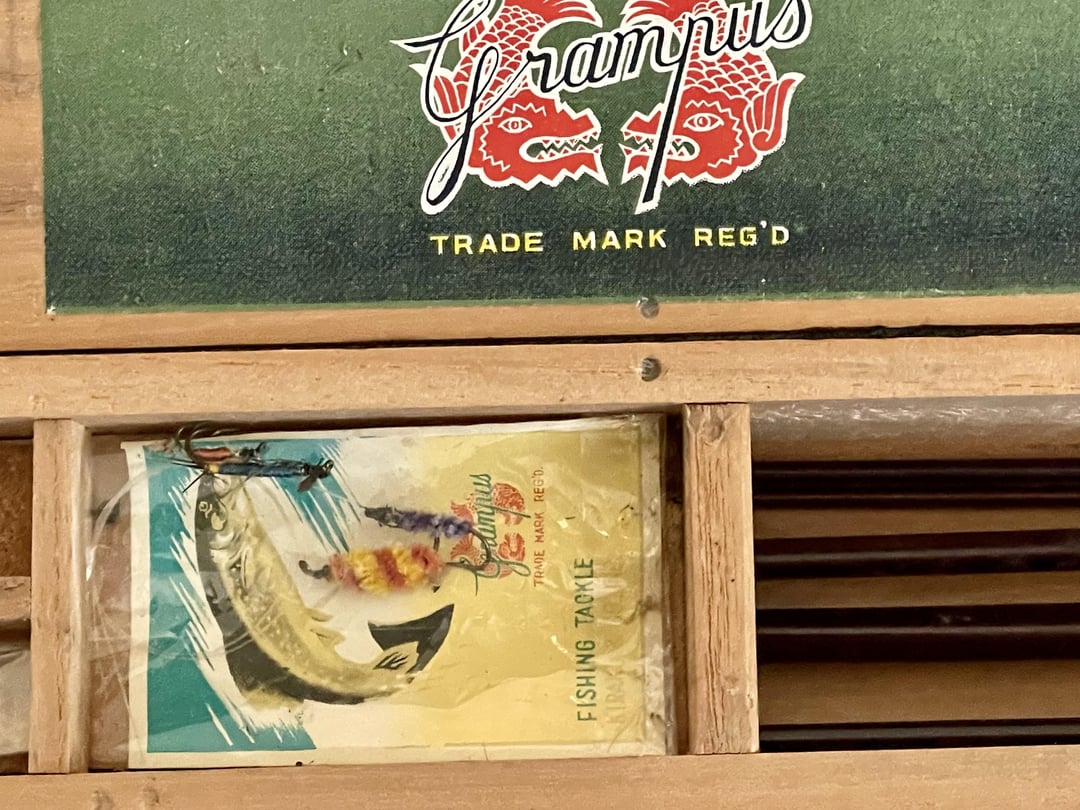 Grampus
TRADE MARK REG'D
Grampus
TRADE MARK REG'D.
FISHING TACKLE